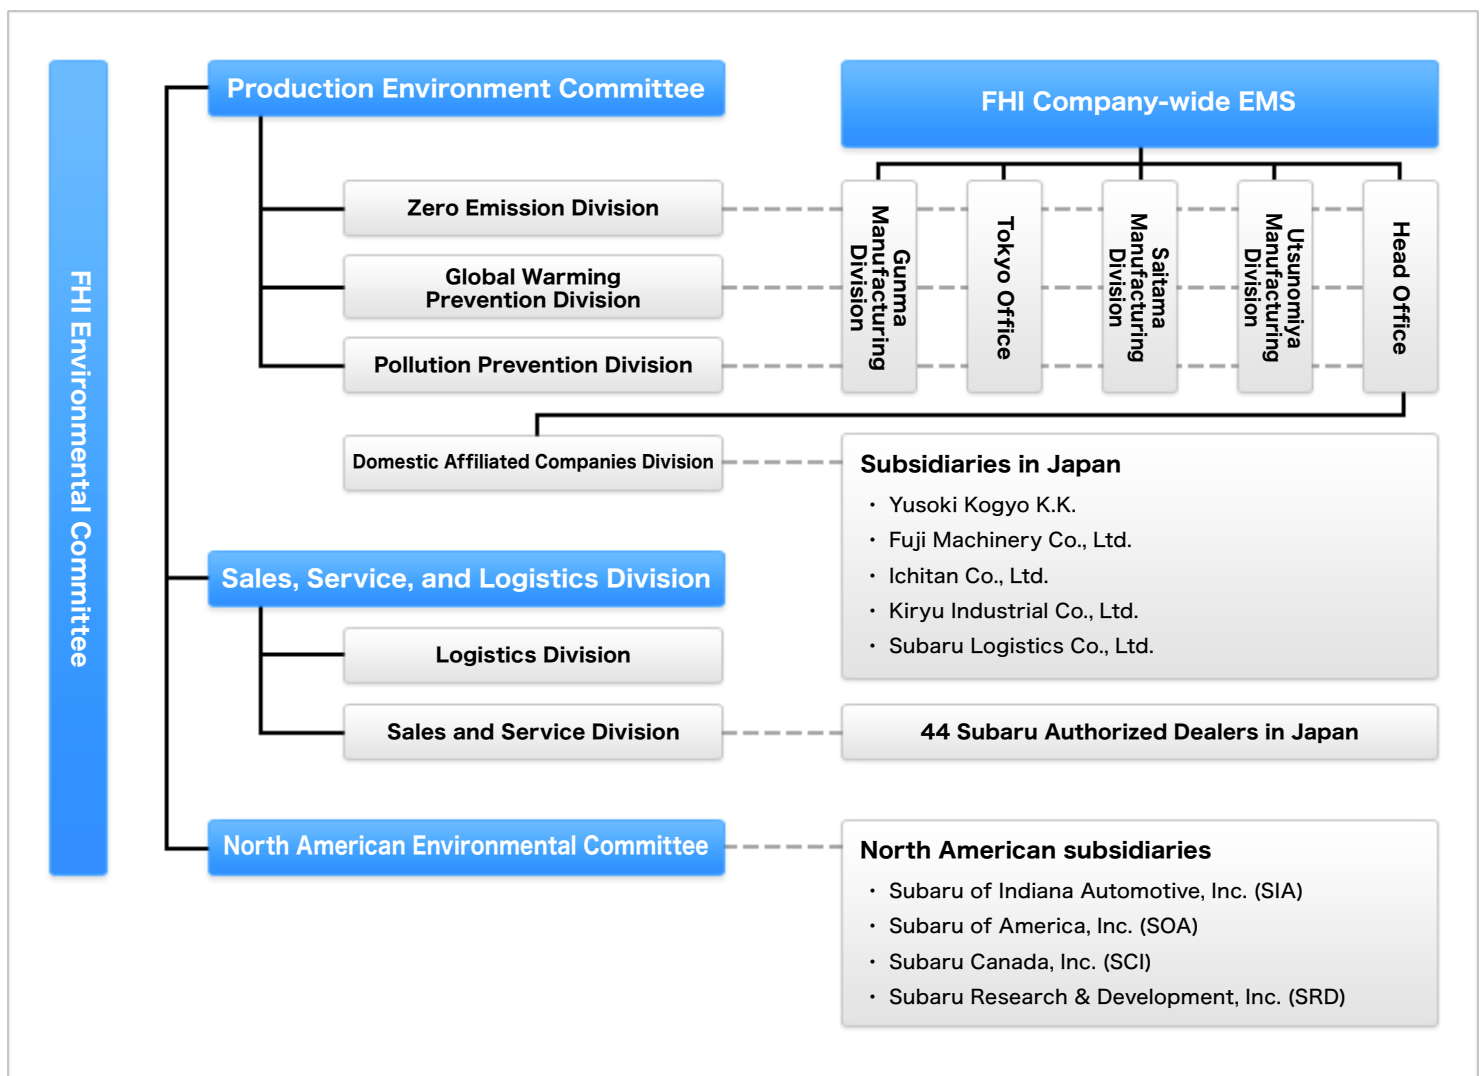 FHI Environmental Committee
Production Environment Committee
FHI Company-wide EMS
Zero Emission Division
Global Warming
Prevention Division
Pollution Prevention Division
Gunma
Manufacturing
Division
Tokyo Office
Saitama
Manufacturing
Division
Utsunomiya
Manufacturing
Division
Head Office
Domestic Affiliated Companies Division
Subsidiaries in Japan
・ Yusoki Kogyo K.K.
・ Fuji Machinery Co., Ltd.
・ Ichitan Co., Ltd.
・ Kiryu Industrial Co., Ltd.
・ Subaru Logistics Co., Ltd.
Sales, Service, and Logistics Division
Logistics Division
Sales and Service Division
44 Subaru Authorized Dealers in Japan
North American Environmental Committee
North American subsidiaries
・ Subaru of Indiana Automotive, Inc. (SIA)
・ Subaru of America, Inc. (SOA)
・ Subaru Canada, Inc. (SCI)
・ Subaru Research & Development, Inc. (SRD)